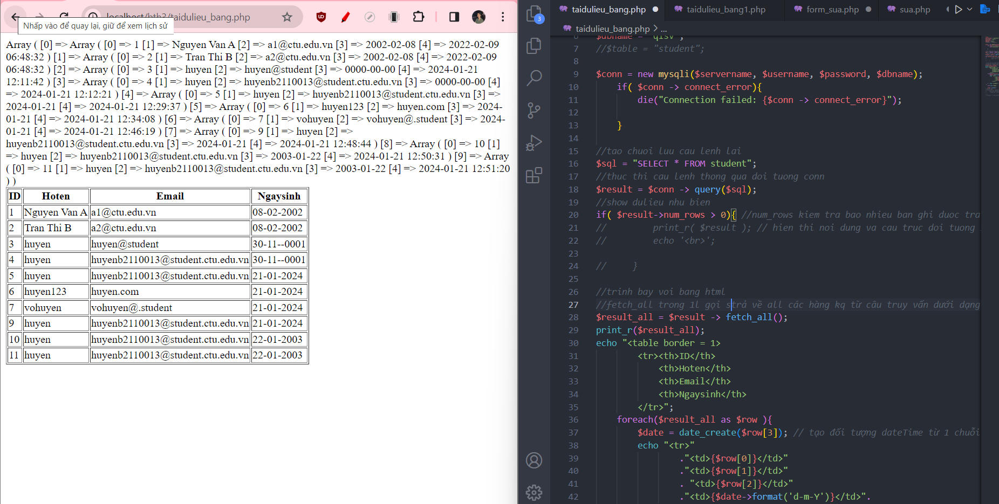 localhost/bth3/taidulieu_bang.php
Nhấp vào để quay lại, giữ để xem lịch sử
Array ( [0] => Array ( [0] => 1 [1] => Nguyen Van A [2] => a1@ctu.edu.vn [3] => 2002-02-08 [4] => 2022-02-09
06:48:32 ) [1] => Array ( [0] => 2 [1] => Tran Thi B [2] => a2@ctu.edu.vn [3] => 2002-02-08 [4] => 2022-02-09
06:48:32 ) [2] => Array ( [0] => 3 [1] => huyen [2] => huyen@student [3] => 0000-00-00 [4] => 2024-01-21
12:11:42 ) [3] => Array ( [0] => 4 [1] => huyen [2] => huyenb2110013@student.ctu.edu.vn [3] => 0000-00-00 [4]
=> 2024-01-21 12:12:21 ) [4] => Array ( [0] => 5 [1] => huyen [2] => huyenb2110013@student.ctu.edu.vn [3] =>
2024-01-21 [4] => 2024-01-21 12:29:37 ) [5] => Array ( [0] => 6 [1] => huyen123 [2] => huyen.com [3] => 2024-
01-21 [4] => 2024-01-21 12:34:08 ) [6] => Array ( [0] => 7 [1] => vohuyen [2] => vohuyen@.student [3] => 2024-
01-21 [4] => 2024-01-21 12:46:19 ) [7] => Array ( [0] => 9 [1] => huyen [2] =>
huyenb2110013@student.ctu.edu.vn [3] => 2024-01-21 [4] => 2024-01-21 12:48:44 ) [8] => Array ( [0] => 10 [1]
=> huyen [2] => huyenb2110013@student.ctu.edu.vn [3] => 2003-01-22 [4] => 2024-01-21 12:50:31 ) [9] => Array
( [0] => 11 [1] => huyen [2] => huyenb2110013@student.ctu.edu.vn [3] => 2003-01-22 [4] => 2024-01-21 12:51:20
) )
ID Hoten Email Ngaysinh
1 Nguyen Van A a1@ctu.edu.vn 08-02-2002
2 Tran Thi B a2@ctu.edu.vn 08-02-2002
3 huyen huyen@student 30-11--0001
4 huyen huyenb2110013@student.ctu.edu.vn 30-11--0001
5 huyen huyenb2110013@student.ctu.edu.vn 21-01-2024
6 huyen123 huyen.com 21-01-2024
7 vohuyen vohuyen@.student 21-01-2024
9 huyen huyenb2110013@student.ctu.edu.vn 21-01-2024
10 huyen huyenb2110013@student.ctu.edu.vn 22-01-2003
11 huyen huyenb2110013@student.ctu.edu.vn 22-01-2003
3
taidulieu_bang.php taidulieu_bang1.php form_sua.php sua.php
taidulieu_bang.php > ...
6 $dbname = "qlsv";
7 //$table = "student";
8
9 $conn = new mysqli($servername, $username, $password, $dbname);
10 if( $conn -> connect_error){
11 die("Connection failed: {$conn -> connect_error}");
12
13 }
14
15 //tao chuoi luu cau lenh lai
16 $sql = "SELECT * FROM student";
17 //thuc thi cau lenh thong qua doi tuong conn
18 $result = $conn -> query($sql);
19 //show dulieu nhu bien
20 if( $result->num_rows > 0){ //num_rows kiem tra bao nhieu ban ghi duoc tra
21 // print_r( $result ); // hien thi noi dung va cau truc doi tuong
22 // echo '<br>';
23
24 // }
25
26 //trinh bay voi bang html
27 //fetch_all trong 1l gọi strả về all các hàng kq từ câu truy vấn dưới dạng
28 $result_all = $result -> fetch_all();
29 print_r($result_all);
30 echo "<table border = 1>
31 <tr><th>ID</th>
32 <th>Hoten</th>
33 <th>Email</th>
34 <th>Ngaysinh</th>
35 </tr>";
36 foreach($result_all as $row ){
37 $date = date_create($row[3]); // tạo đối tượng dateTime từ 1 chuỗi
38 echo "<tr>"
39 ."<td>{$row[0]}</td>"
40 ."<td>{$row[1]}</td>"
41 . "<td>{$row[2]}</td>"
42 ."<td>{$date->format('d-m-Y')}</td>".